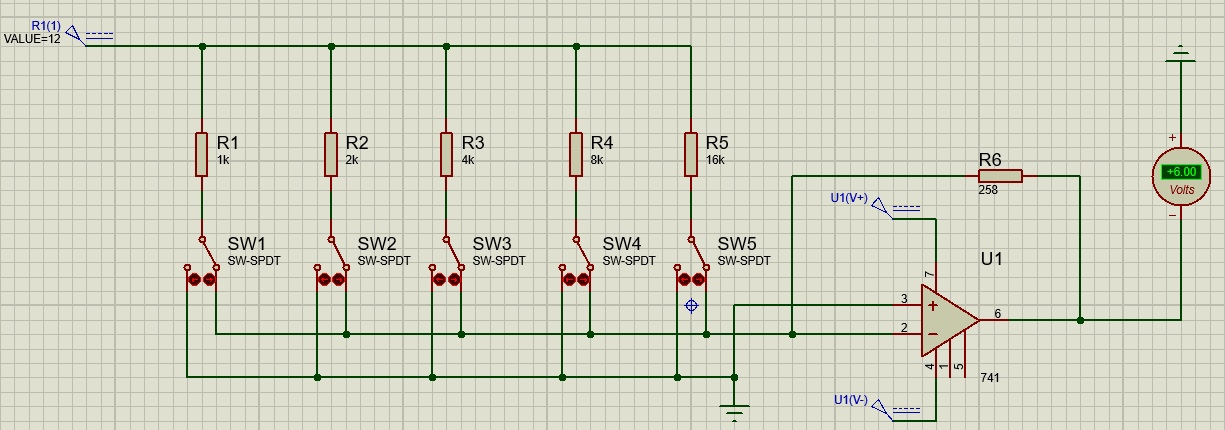 R1(1)
VALUE=12
R1
1k
R2
2k
R3
4k
R4
8k
R5
16k
R6
258
+6.00
Volts
+
−
U1(V+)
SW1
SW-SPDT
SW2
SW-SPDT
SW3
SW-SPDT
SW4
SW-SPDT
SW5
SW-SPDT
U1
7
3
+
2
−
6
4
1
5
741
U1(V-)